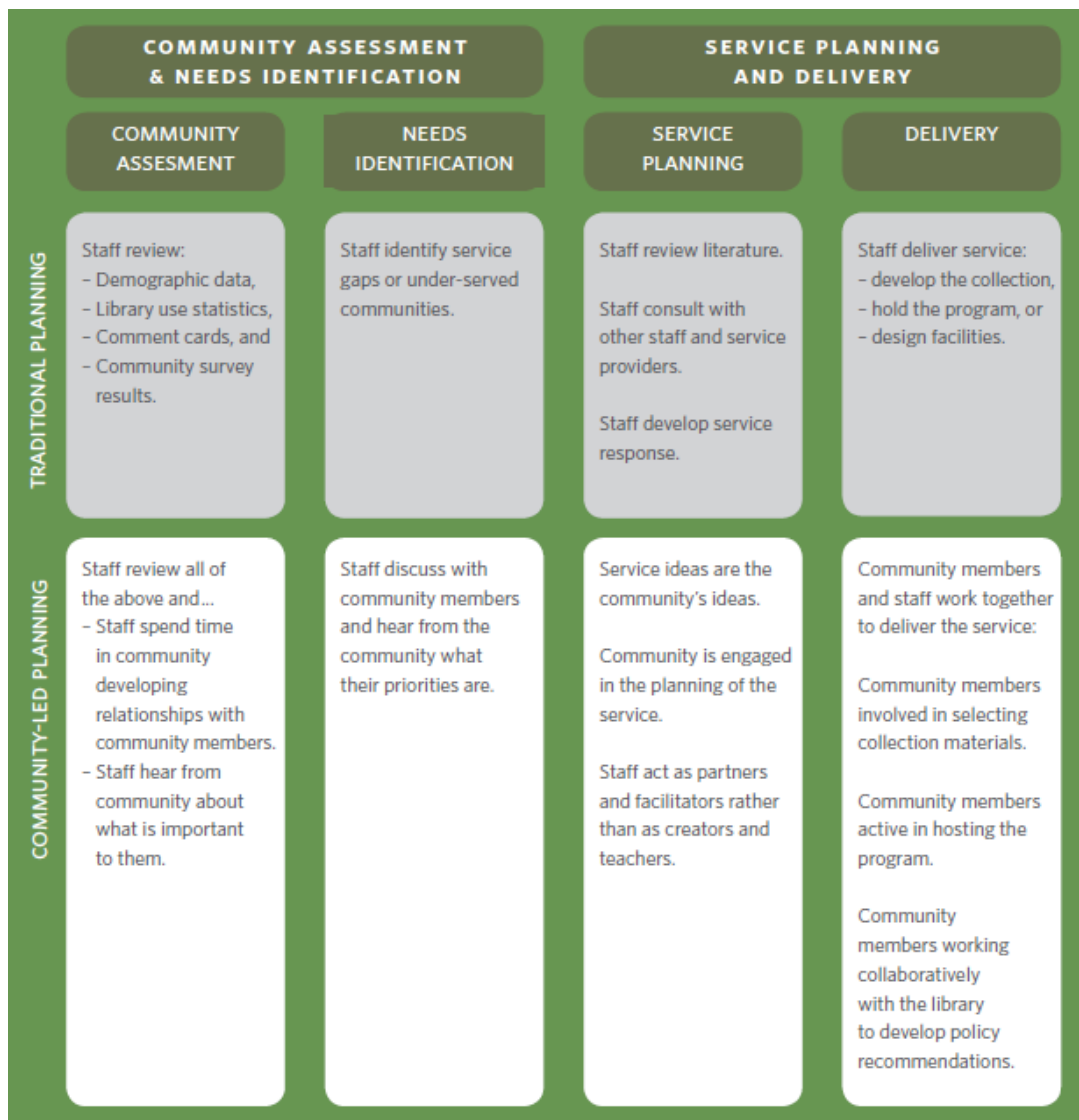 COMMUNITY ASSESSMENT
& NEEDS IDENTIFICATION
SERVICE PLANNING
AND DELIVERY
COMMUNITY
ASSESMENT
NEEDS
IDENTIFICATION
SERVICE
PLANNING
DELIVERY
TRADITIONAL PLANNING
Staff review:
– Demographic data,
– Library use statistics,
– Comment cards, and
– Community survey
results.
Staff identify service
gaps or under-served
communities.
Staff review literature.
Staff consult with
other staff and service
providers.
Staff develop service
response.
Staff deliver service:
– develop the collection,
– hold the program, or
– design facilities.
COMMUNITY-LED PLANNING
Staff review all of
the above and...
– Staff spend time
in community
developing
relationships with
community members.
– Staff hear from
community about
what is important
to them.
Staff discuss with
community members
and hear from the
community what
their priorities are.
Service ideas are the
community's ideas.
Community is engaged
in the planning of the
service.
Staff act as partners
and facilitators rather
than as creators and
teachers.
Community members
and staff work together
to deliver the service:
Community members
involved in selecting
collection materials.
Community members
active in hosting the
program.
Community
members working
collaboratively
with the library
to develop policy
recommendations.